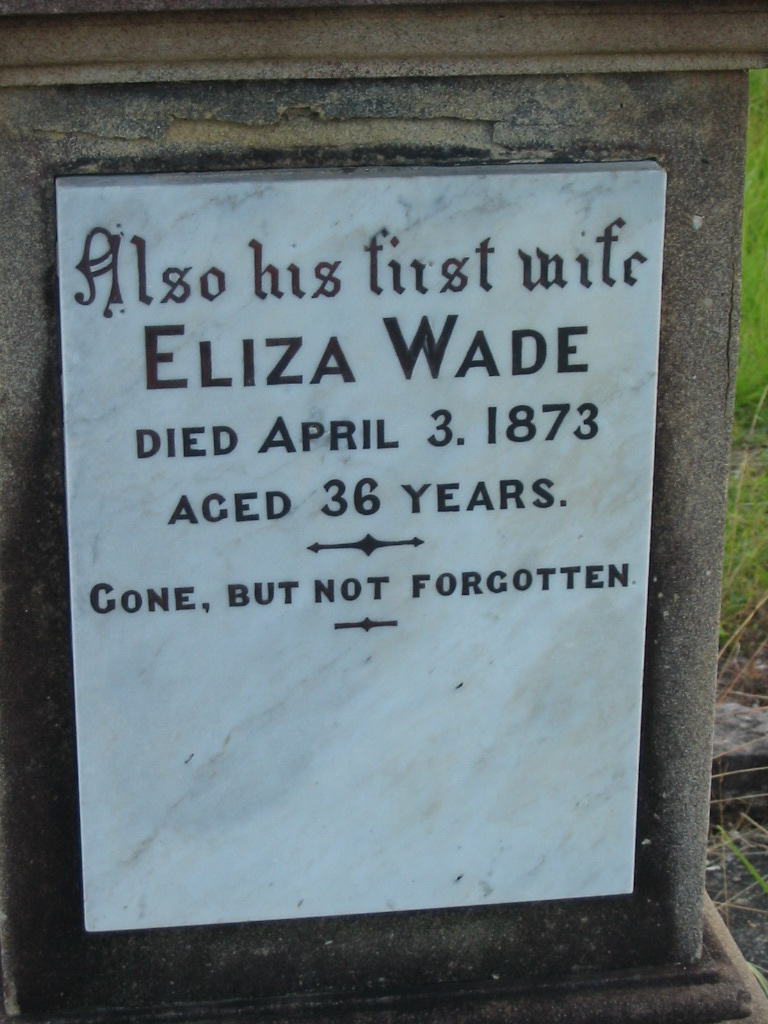 Also his first wife
ELIZA WADE
DIED APRIL 3. 1873
AGED 36 YEARS.
GONE, BUT NOT FORGOTTEN.